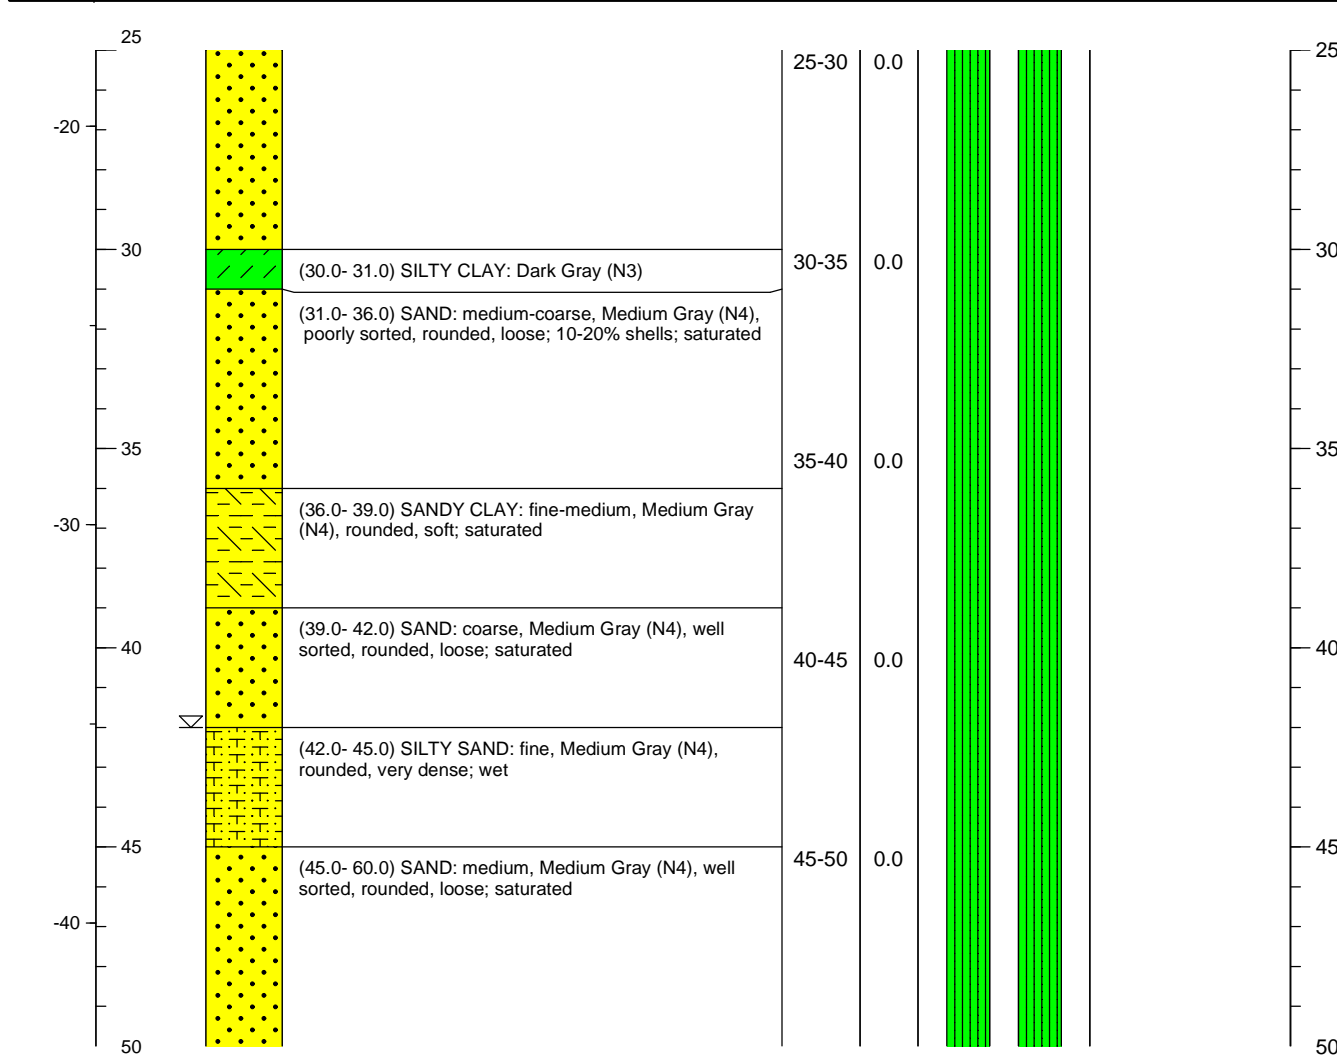 25
25-30 0.0
25
-20
30
30-35 0.0
30
(30.0- 31.0) SILTY CLAY: Dark Gray (N3)
(31.0- 36.0) SAND: medium-coarse, Medium Gray (N4),
poorly sorted, rounded, loose; 10-20% shells; saturated
35
35-40 0.0
35
(36.0- 39.0) SANDY CLAY: fine-medium, Medium Gray
(N4), rounded, soft; saturated
-30
(39.0- 42.0) SAND: coarse, Medium Gray (N4), well
sorted, rounded, loose; saturated
40
40-45 0.0
40
(42.0- 45.0) SILTY SAND: fine, Medium Gray (N4),
rounded, very dense; wet
45
45-50 0.0
45
(45.0- 60.0) SAND: medium, Medium Gray (N4), well
sorted, rounded, loose; saturated
-40
50
50